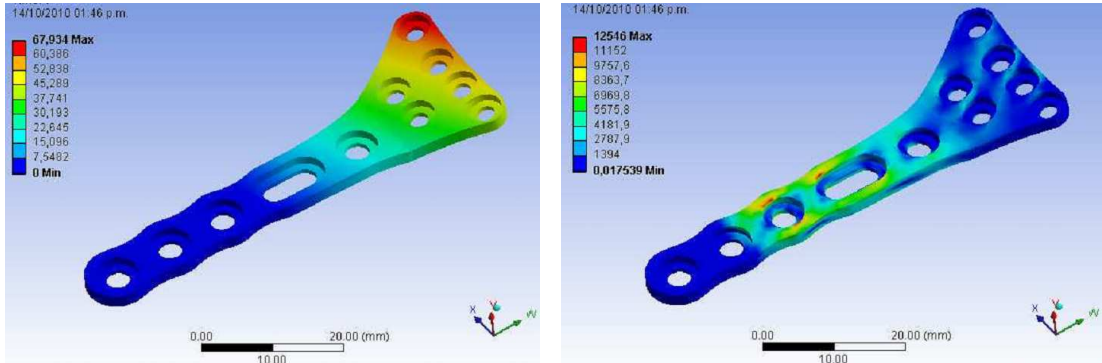 14/10/2010 01:46 p.m.
67,934 Max
60,386
52,838
45,289
37,741
30,193
22,645
15,096
7,5482
0 Min
0.00
20.00 (mm)
10.00
X
Y
14/10/2010 01:46 p.m.
12546 Max
11152
9757,6
8363,7
6969,8
5575,8
4181,9
2787,9
1394
0,017539 Min
0.00
20.00 (mm)
10.00
X
Y